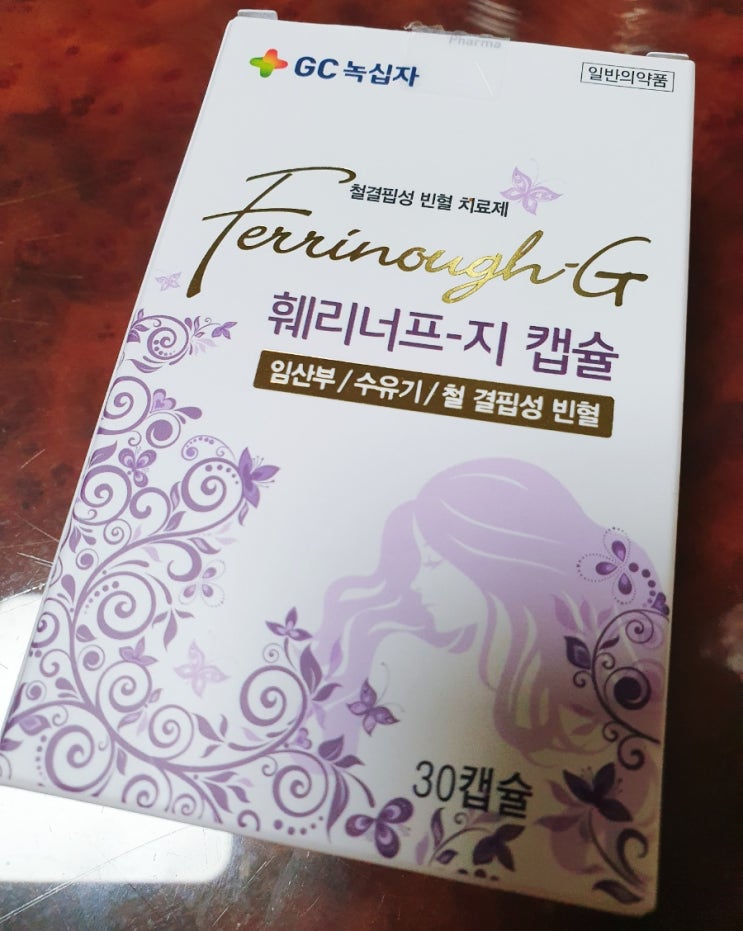 Pharma
GC 녹십자
일반의약품
철결핍성 빈혈 치료제
Ferrinough-G
훼리너프-지 캡슐
임산부/수유기/철 결핍성 빈혈
30캡슐